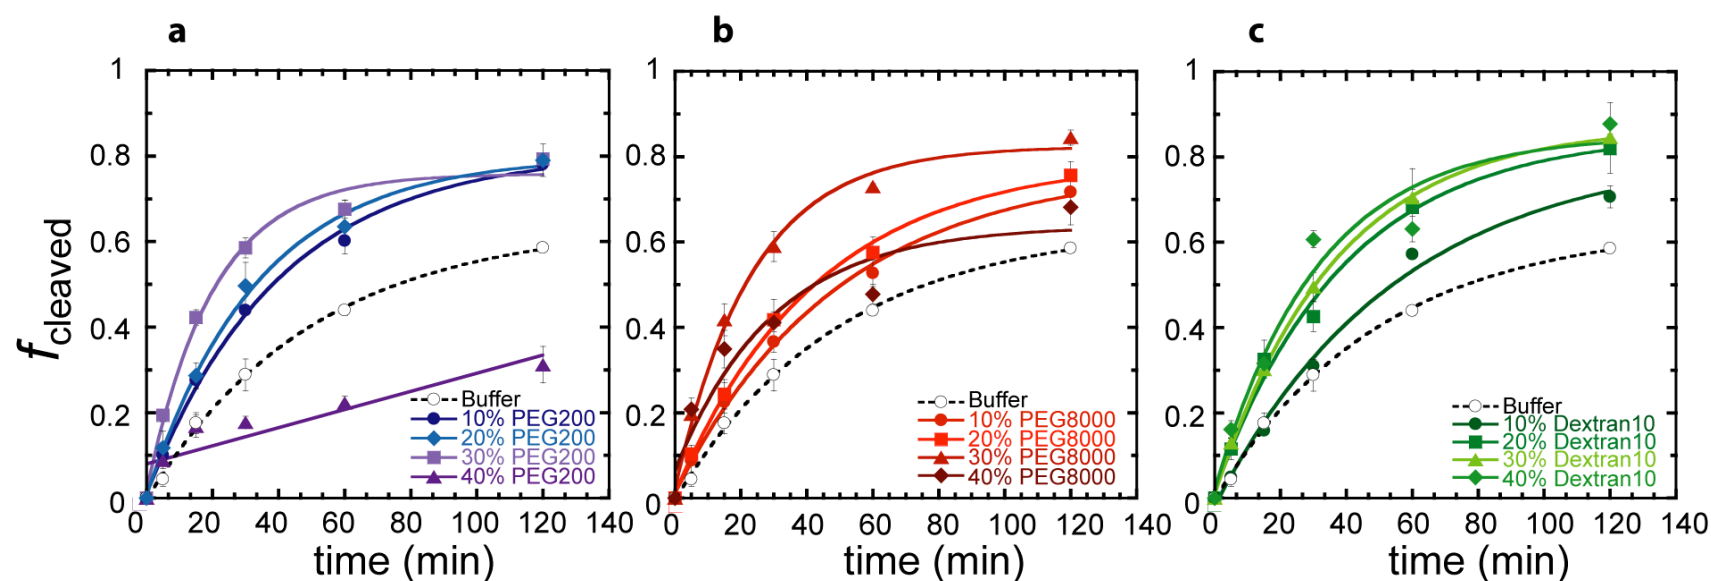 a
b
c
f cleaved
1
0.8
0.6
0.4
0.2
0
0 20 40 60 80 100 120 140
time (min)
Buffer
10% PEG200
20% PEG200
30% PEG200
40% PEG200
1
0.8
0.6
0.4
0.2
0
0 20 40 60 80 100 120 140
time (min)
Buffer
10% PEG8000
20% PEG8000
30% PEG8000
40% PEG8000
1
0.8
0.6
0.4
0.2
0
0 20 40 60 80 100 120 140
time (min)
Buffer
10% Dextran10
20% Dextran10
30% Dextran10
40% Dextran10